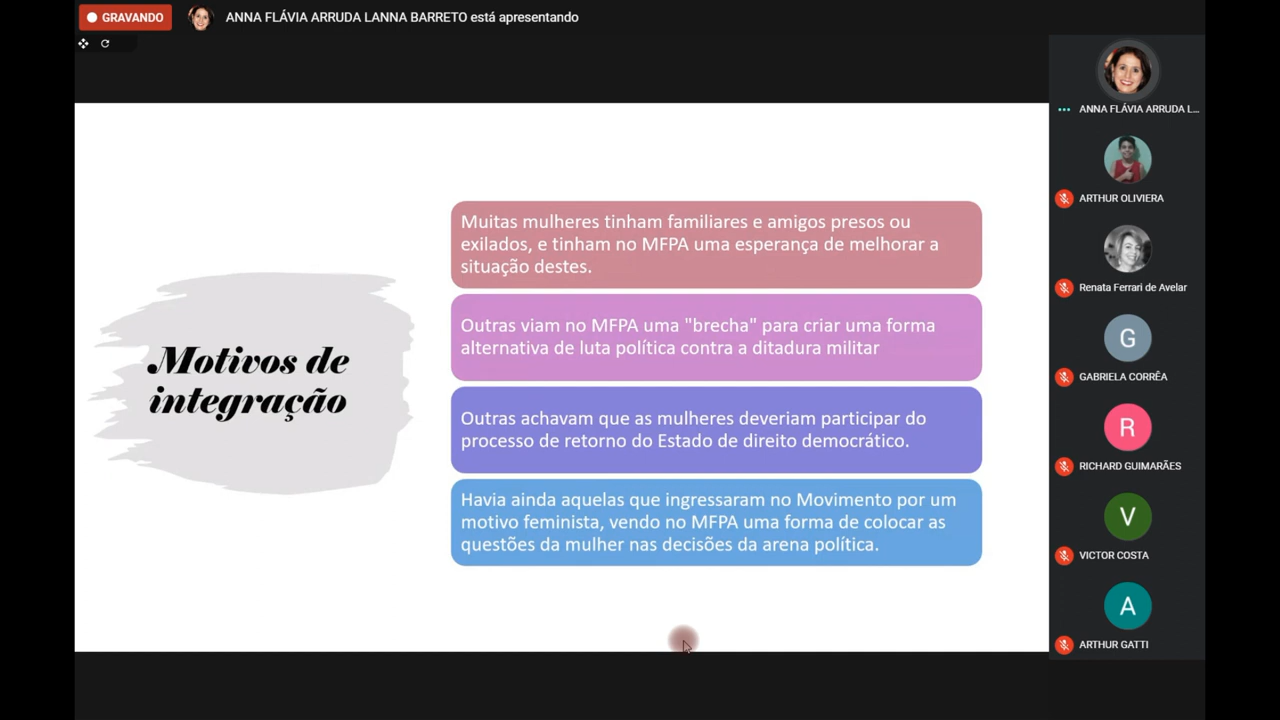 GRAVANDO
ANNA FLÁVIA ARRUDA LANNA BARRETO está apresentando
Motivos de
integração
Muitas mulheres tinham familiares e amigos presos ou
exilados, e tinham no MFPA uma esperança de melhorar a
situação destes.
Outras viam no MFPA uma "brecha" para criar uma forma
alternativa de luta política contra a ditadura militar
Outras achavam que as mulheres deveriam participar do
processo de retorno do Estado de direito democrático.
Havia ainda aquelas que ingressaram no Movimento por um
motivo feminista, vendo no MFPA uma forma de colocar as
questões da mulher nas decisões da arena política.
ANNA FLÁVIA ARRUDA L...
ARTHUR OLIVIERA
Renata Ferrari de Avelar
G
GABRIELA CORRÊA
R
RICHARD GUIMARÃES
V
VICTOR COSTA
A
ARTHUR GATTI